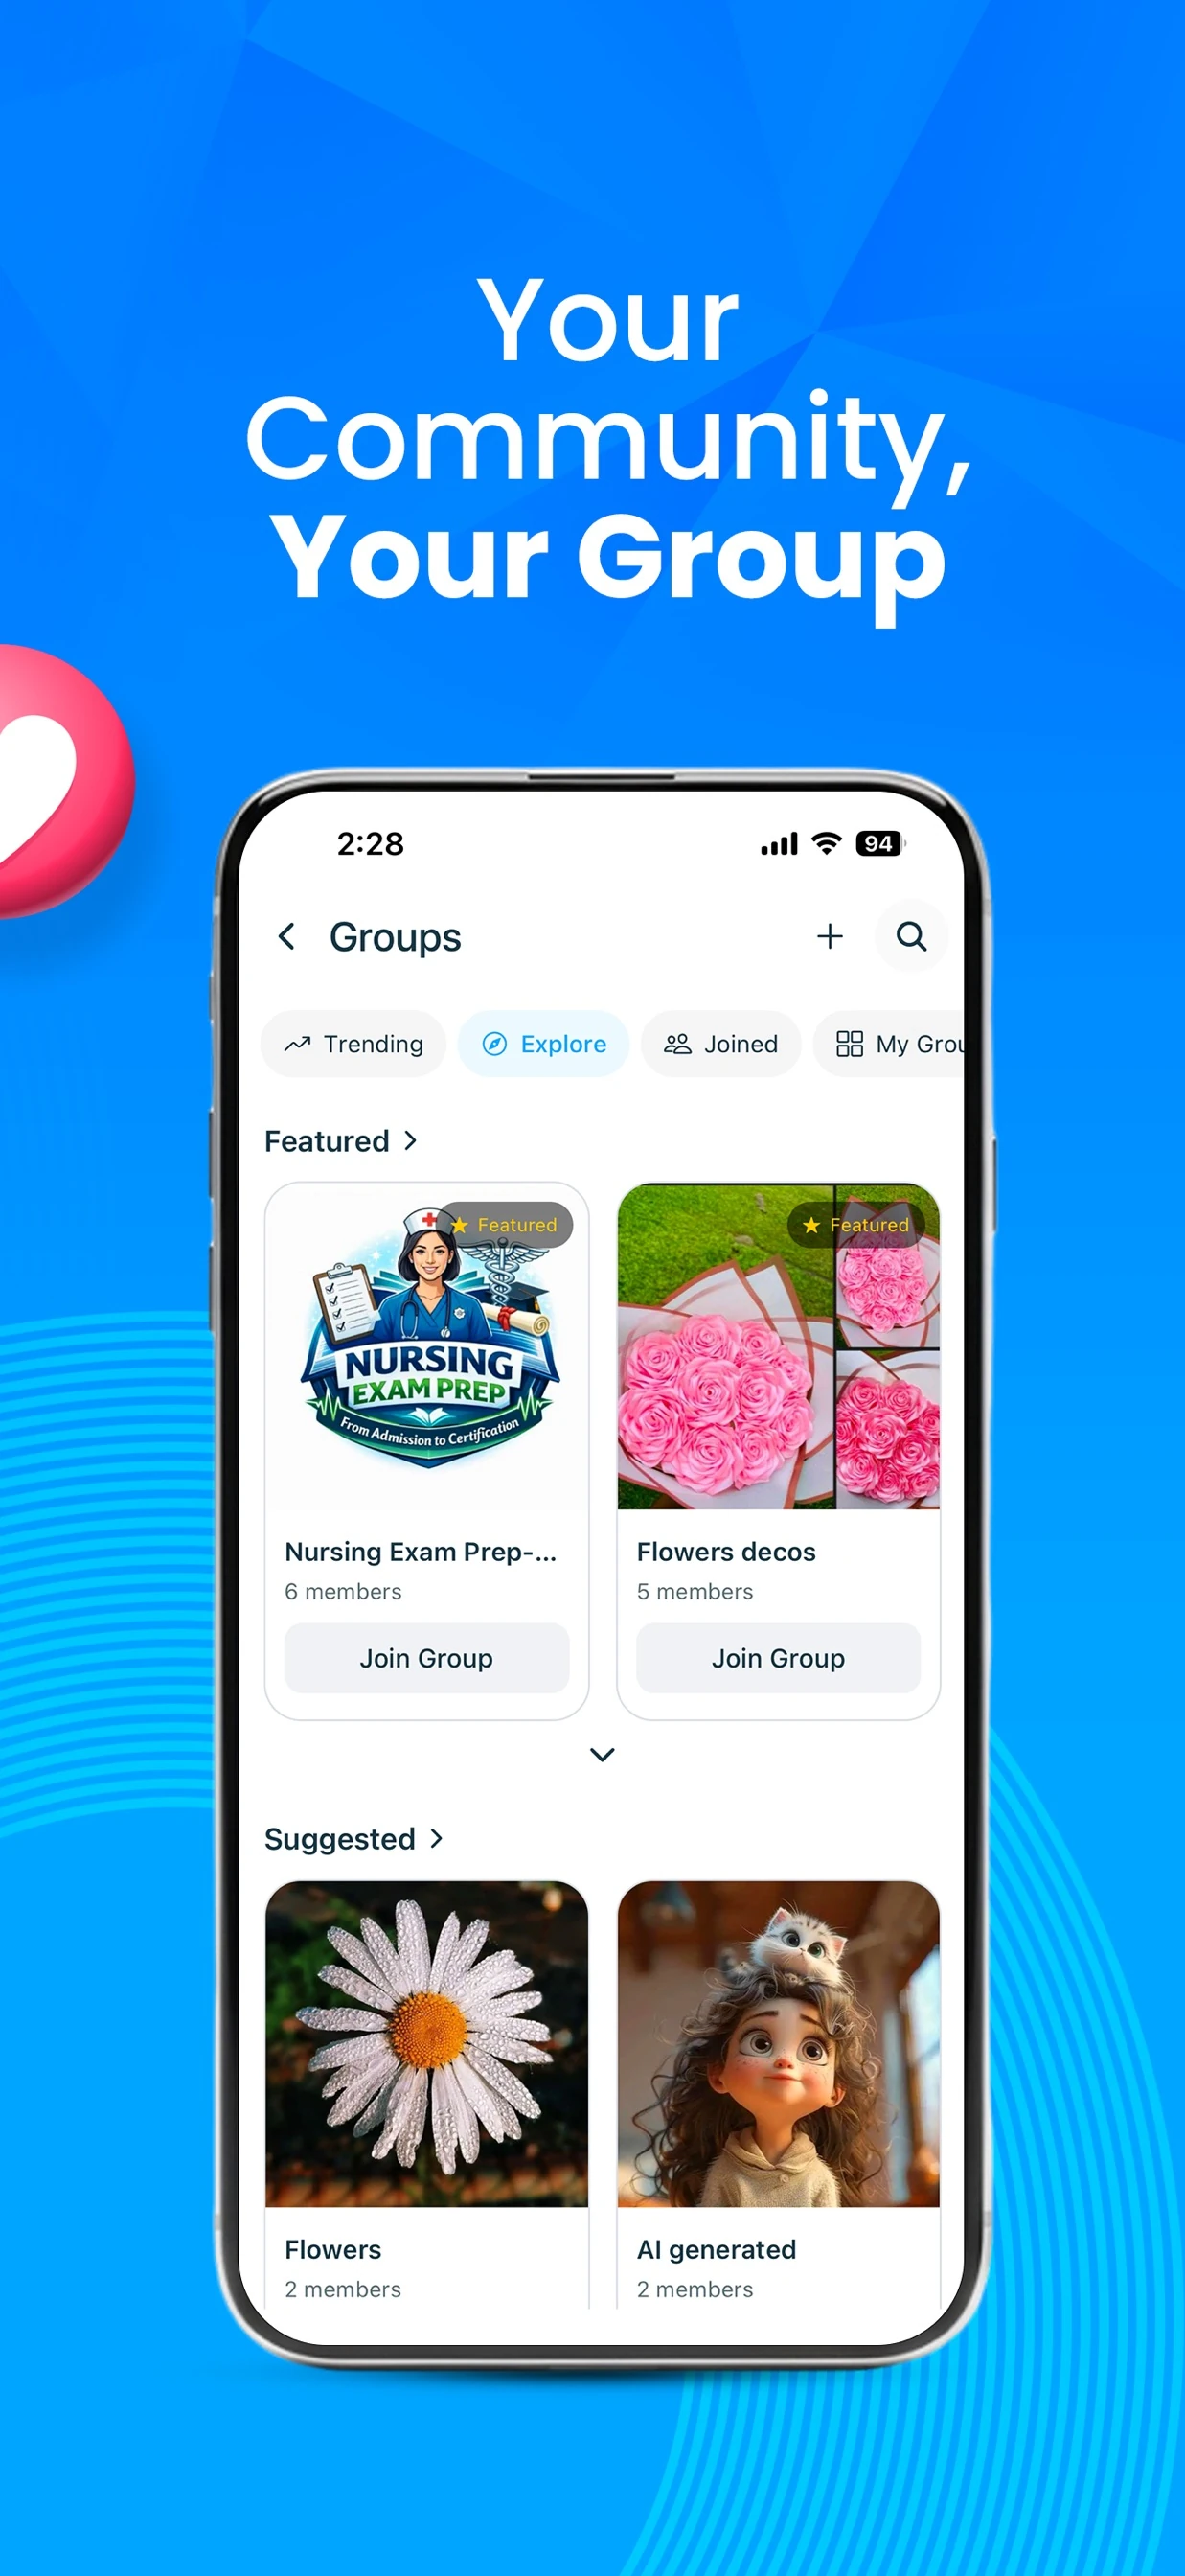 Your
Community,
Your Group
2:28
94
Groups
Trending
Explore
Joined
My Grou
Featured
Featured
Featured
NURSING
EXAM PREP
From Admission to Certification
Nursing Exam Prep-...
Flowers decos
6 members
5 members
Join Group
Join Group
Suggested
Flowers
AI generated
2 members
2 members